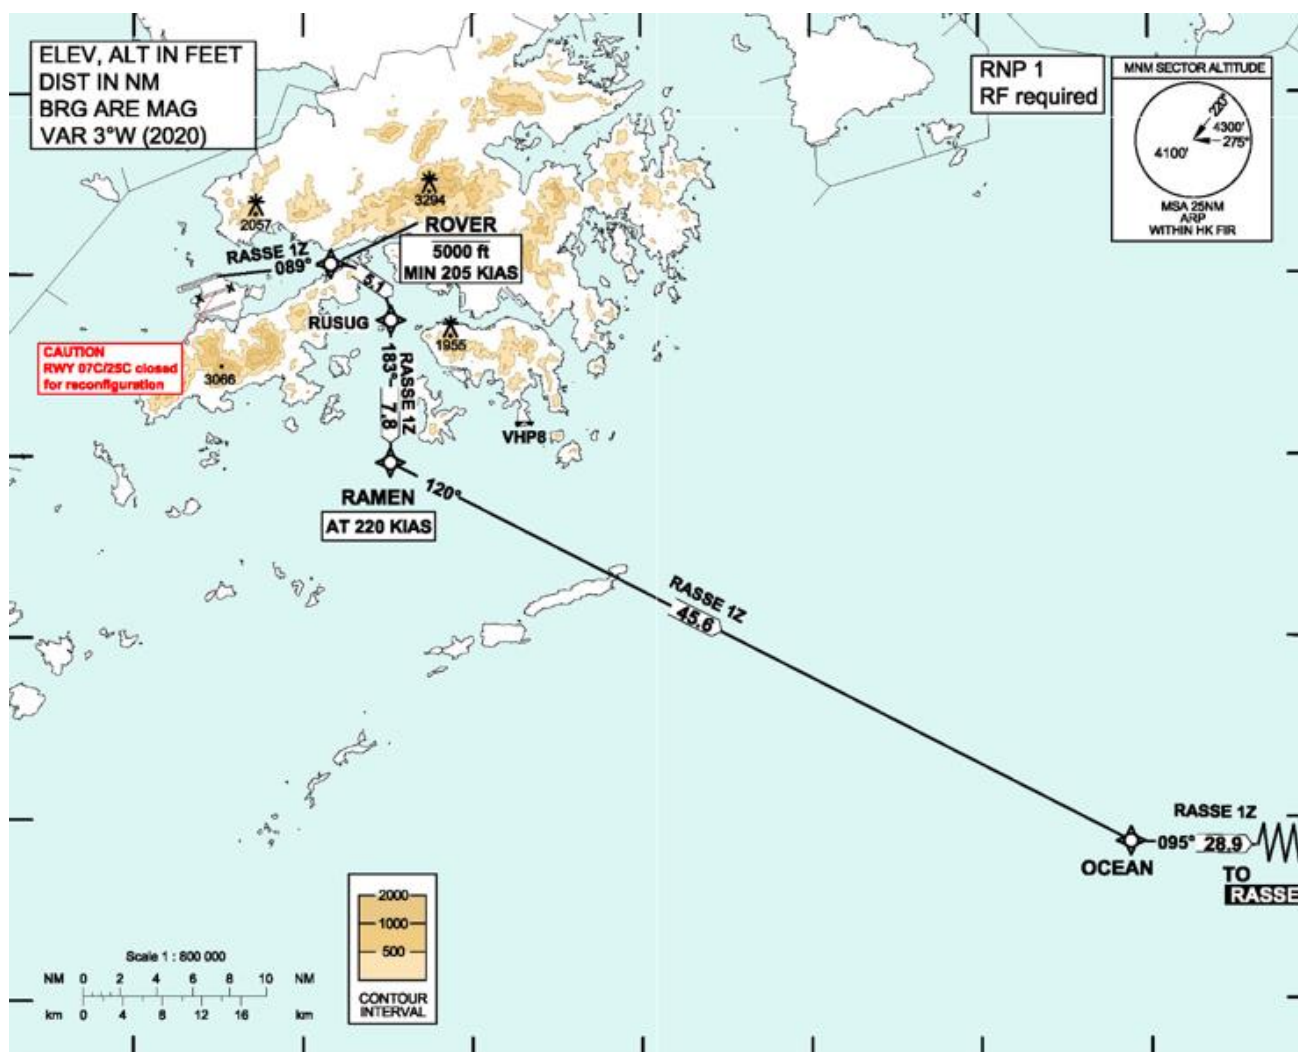 ELEV, ALT IN FEET
DIST IN NM
BRG ARE MAG
VAR 3°W (2020)
RNP 1
RF required
MNM SECTOR ALTITUDE
220°
4300'
275°
4100'
MSA 25NM
ARP
WITHIN HK FIR
2057
3294
ROVER
5000 ft
MIN 205 KIAS
RASSE 1Z
089°
5.1
RUSUG
1955
CAUTION
RWY 07C/25C closed
for reconfiguration
3066
183°
RASSE 1Z
7.8
VHP8
RAMEN
120°
AT 220 KIAS
RASSE 1Z
45.6
RASSE 1Z
095°
28.9
OCEAN
TO
RASSE
2000
1000
500
CONTOUR
INTERVAL
Scale 1 : 800 000
NM 0 2 4 6 8 10 NM
km 0 4 8 12 16 km